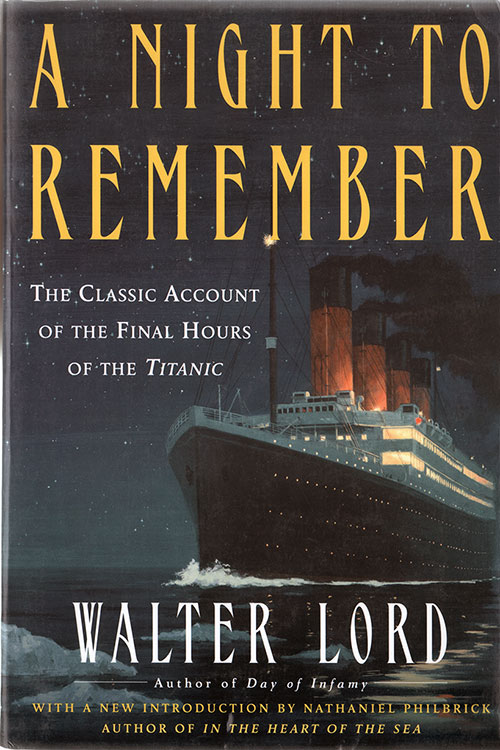 A NIGHT TO
REMEMBER
THE CLASSIC ACCOUNT
OF THE FINAL HOURS
OF THE TITANIC
WALTER LORD
Author of Day of Infamy
WITH A NEW INTRODUCTION BY NATHANIEL PHILBRICK
AUTHOR OF IN THE HEART OF THE SEA